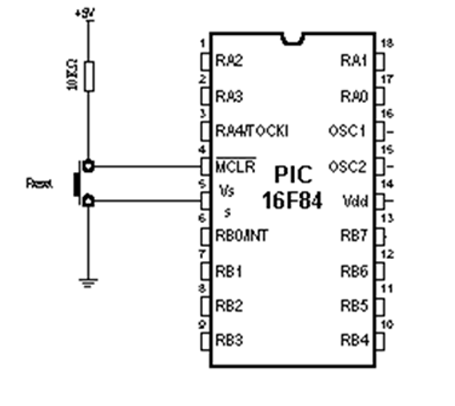 +5V
10KΩ
Reset
1 RA2 RA1 18
2 RA3 RA0 17
3 RA4/TOCKI OSC1 16
4 MCLR OSC2 15
PIC
16F84
5 Vs
s Vdd 14
6 RB0/INT RB7 13
7 RB1 RB6 12
8 RB2 RB5 11
9 RB3 RB4 10